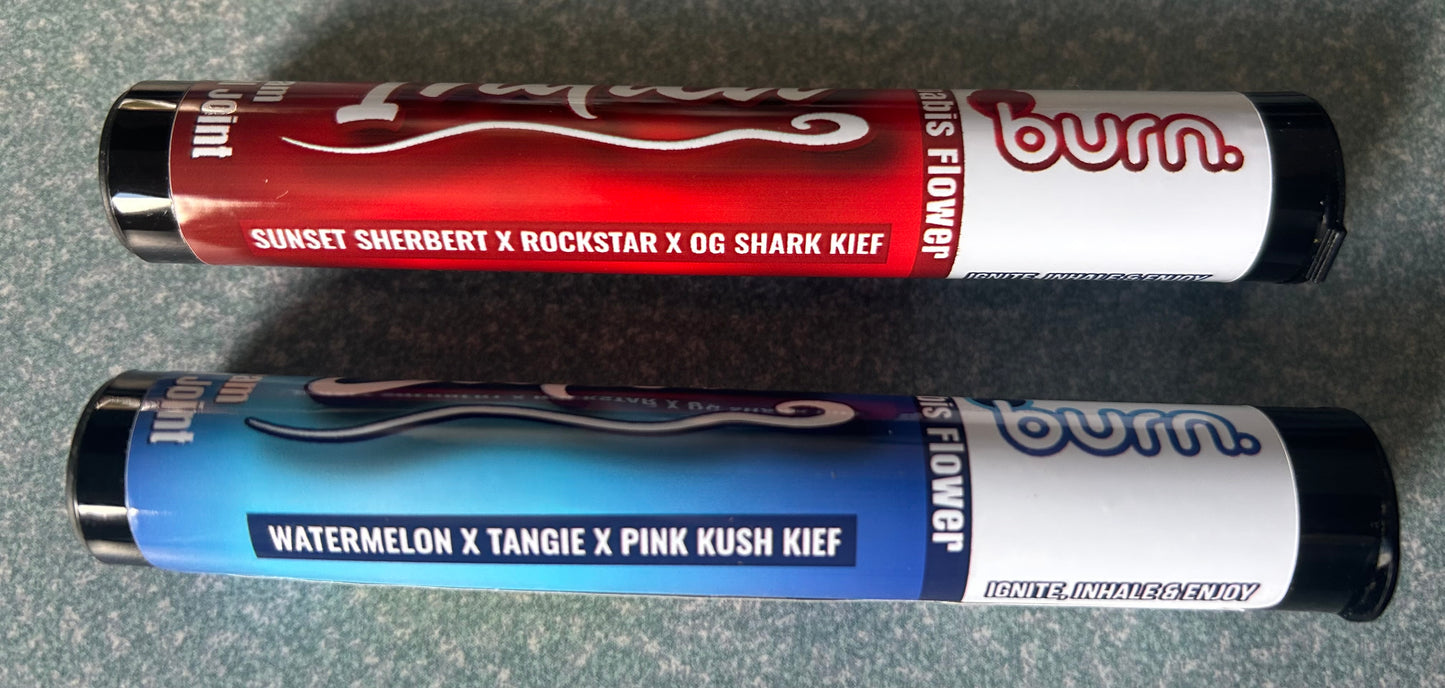 Joint
burn.
Flower
SUNSET SHERBERT X ROCKSTAR X OG SHARK KIEF
IGNITE, INHALE & ENJOY
Joint
burn.
Flower
WATERMELON X TANGIE X PINK KUSH KIEF
IGNITE, INHALE & ENJOY